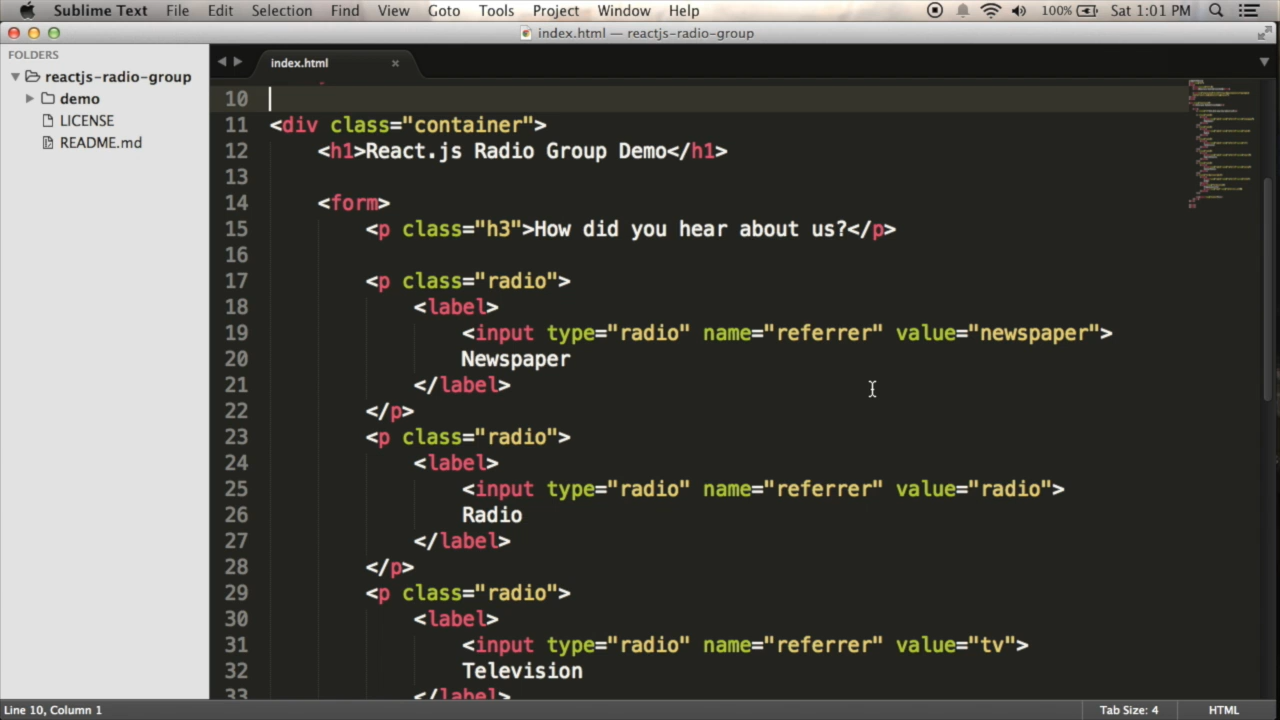 Sublime Text File Edit Selection Find View Goto Tools Project Window Help 100% Sat 1:01 PM
index.html — reactjs-radio-group
FOLDERS
reactjs-radio-group
demo
LICENSE
README.md
index.html ×
10
11 <div class="container">
12 <h1>React.js Radio Group Demo</h1>
13
14 <form>
15 <p class="h3">How did you hear about us?</p>
16
17 <p class="radio">
18 <label>
19 <input type="radio" name="referrer" value="newspaper">
20 Newspaper
21 </label>
22 </p>
23 <p class="radio">
24 <label>
25 <input type="radio" name="referrer" value="radio">
26 Radio
27 </label>
28 </p>
29 <p class="radio">
30 <label>
31 <input type="radio" name="referrer" value="tv">
32 Television
33 </label>
Line 10, Column 1 Tab Size: 4 HTML